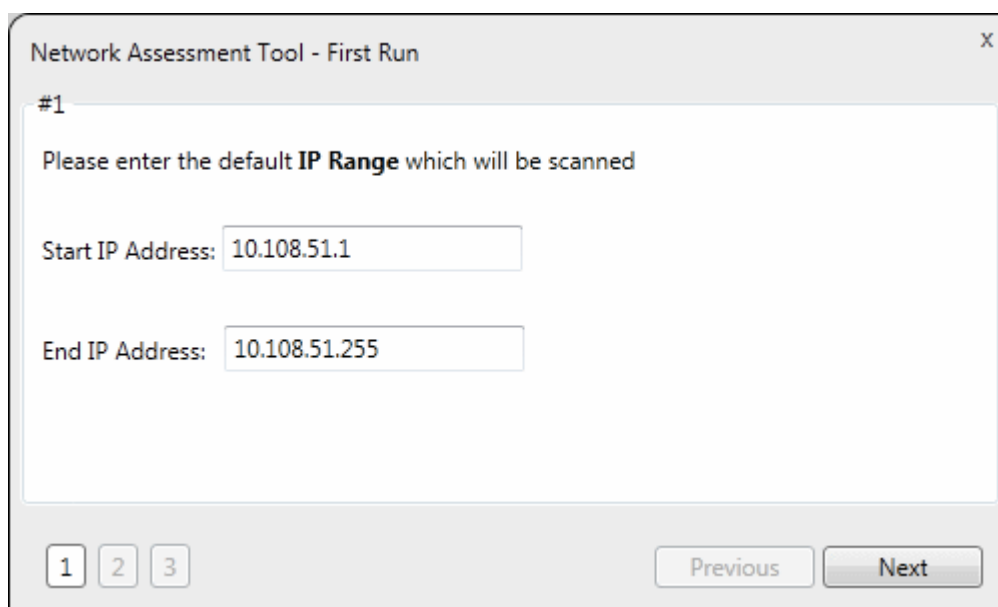 Network Assessment Tool - First Run
x
#1
Please enter the default IP Range which will be scanned
Start IP Address: 10.108.51.1
End IP Address: 10.108.51.255
1 2 3 Previous Next